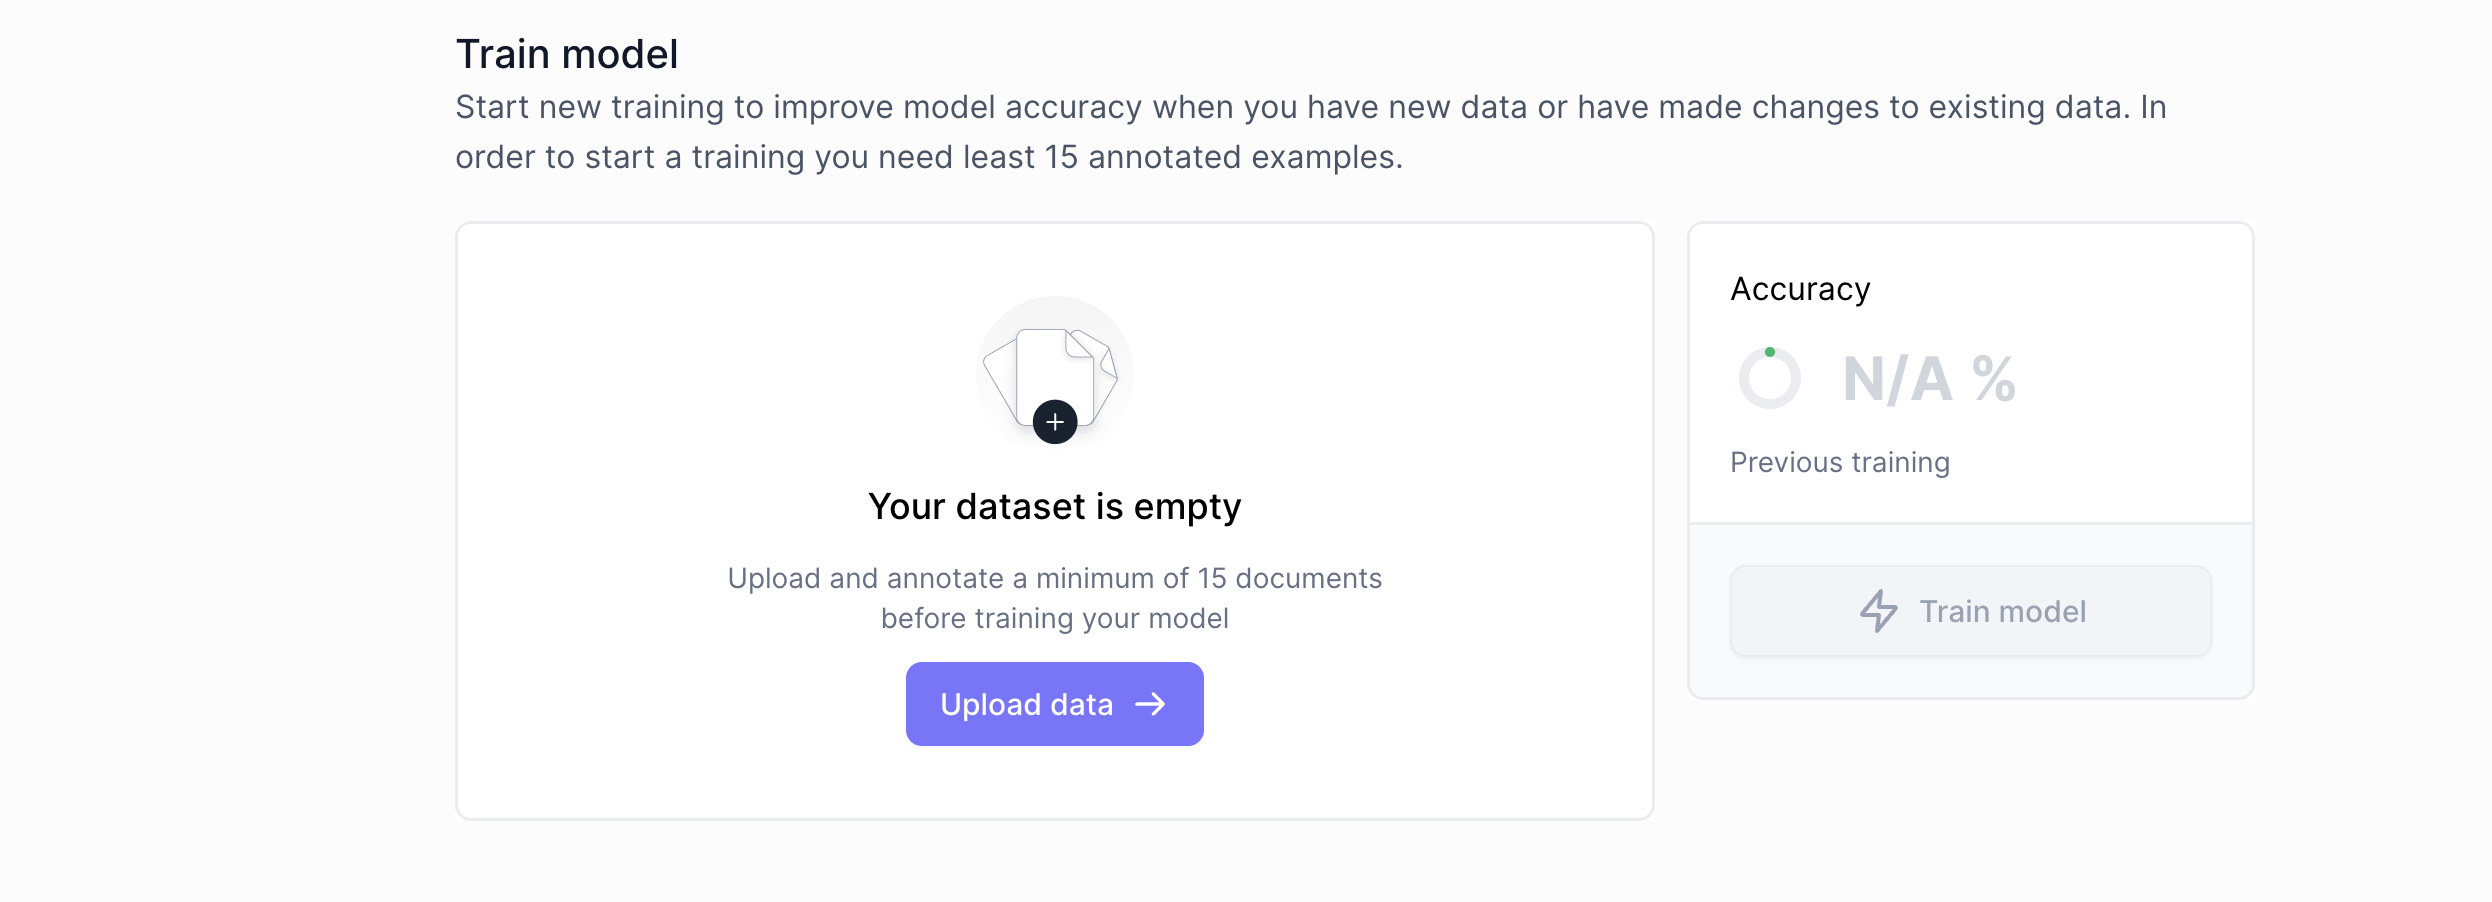 Train model
Start new training to improve model accuracy when you have new data or have made changes to existing data. In
order to start a training you need least 15 annotated examples.
Your dataset is empty
Upload and annotate a minimum of 15 documents
before training your model
Upload data
Accuracy
N/A %
Previous training
Train model